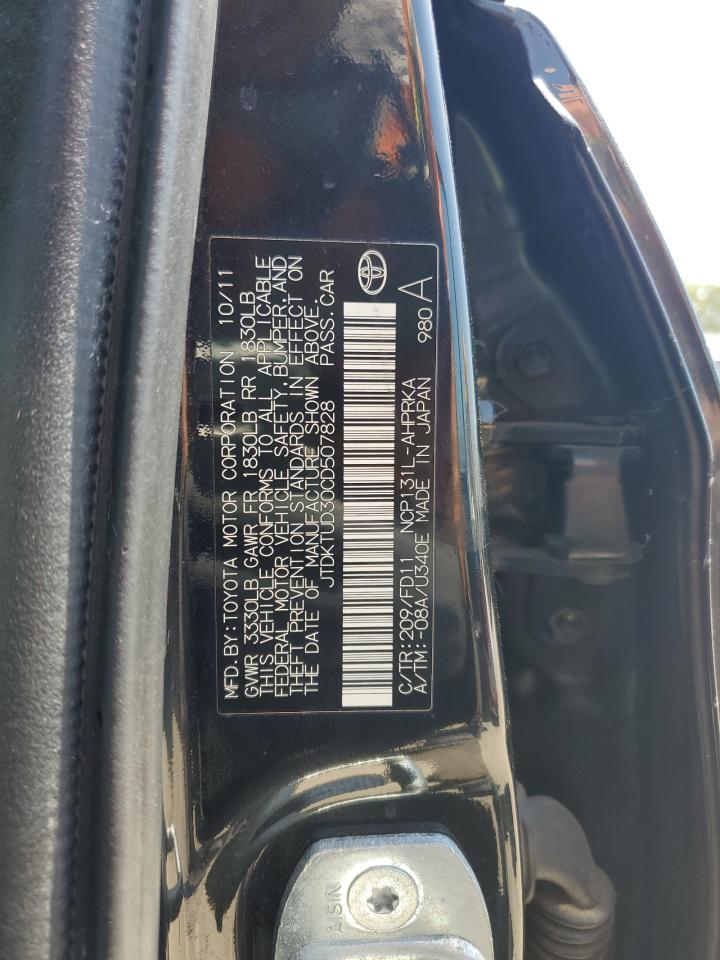 MFD. BY: TOYOTA MOTOR CORPORATION 10/11
GVWR 3330LB GAWR FR 1830LB RR 1830LB
THIS VEHICLE CONFORMS TO ALL APPLICABLE
FEDERAL MOTOR VEHICLE SAFETY, BUMPER, AND
THEFT PREVENTION STANDARDS IN EFFECT ON
THE DATE OF MANUFACTURE SHOWN ABOVE.
JTDKTUD30CD507828 PASS. CAR
C/TR: 209/FD11 NCP131L-AHPRKA 980A
A/TM: -08A/U340E MADE IN JAPAN
AISIN